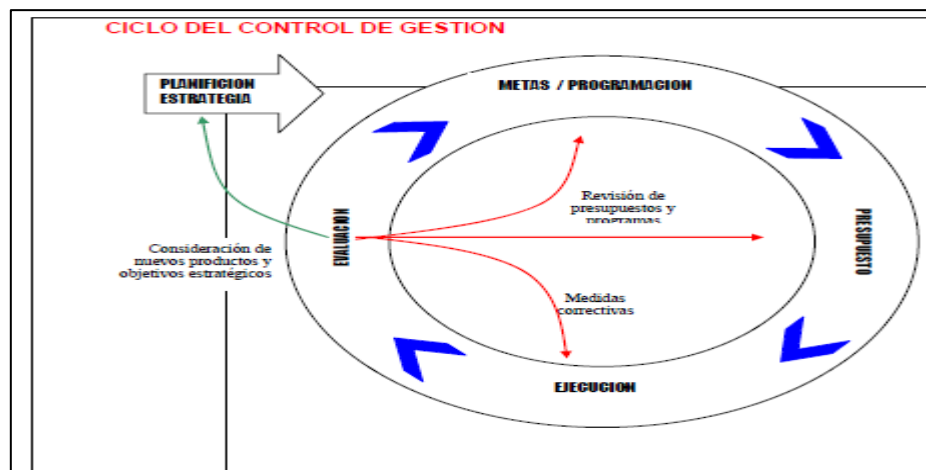 CICLO DEL CONTROL DE GESTION
PLANIFICION
ESTRATEGIA
METAS / PROGRAMACION
Revisión de
presupuestos y
programas
EVALUACION
PRESUPUESTO
Consideración de
nuevos productos y
objetivos estratégicos
Medidas
correctivas
EJECUCION